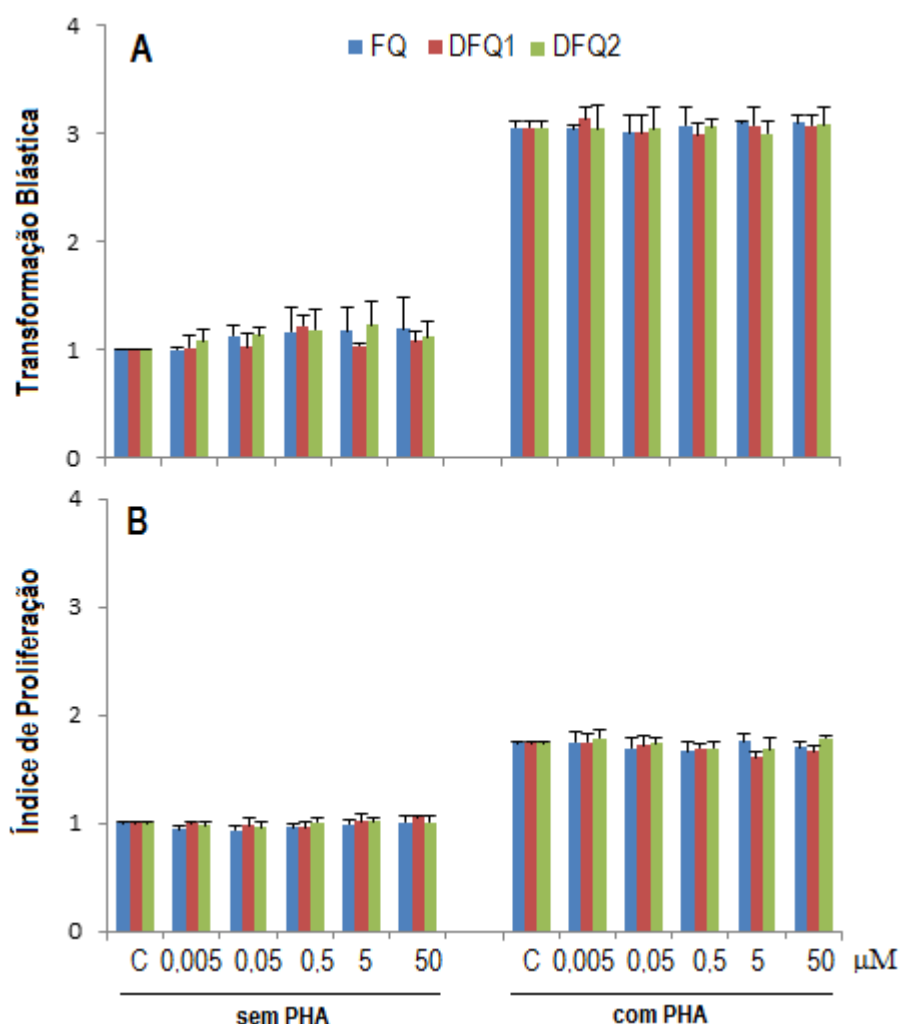 A
FQ DFQ1 DFQ2
Transformação Blástica
4
3
2
1
0
B
Índice de Proliferação
4
3
2
1
0
C 0,005 0,05 0,5 5 50 C 0,005 0,05 0,5 5 50 µM
sem PHA com PHA